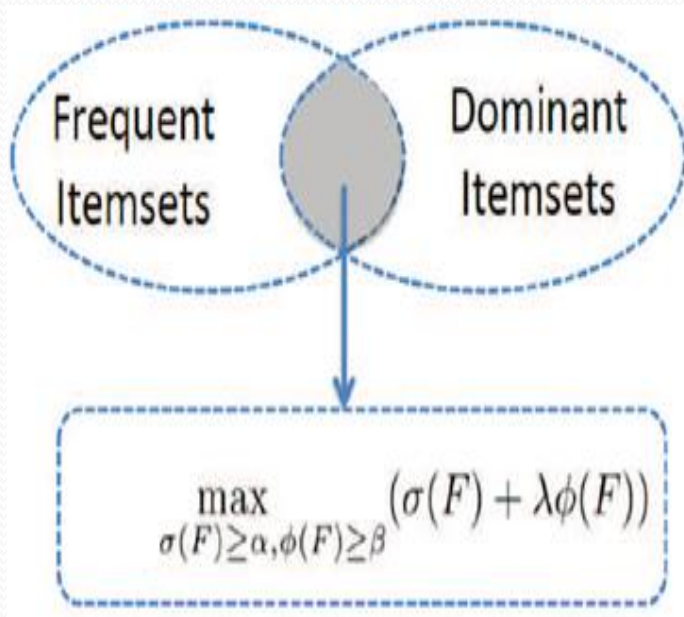 Frequent
Itemsets
Dominant
Itemsets
max (σ(F) + λϕ(F))
σ(F)≥α,ϕ(F)≥β